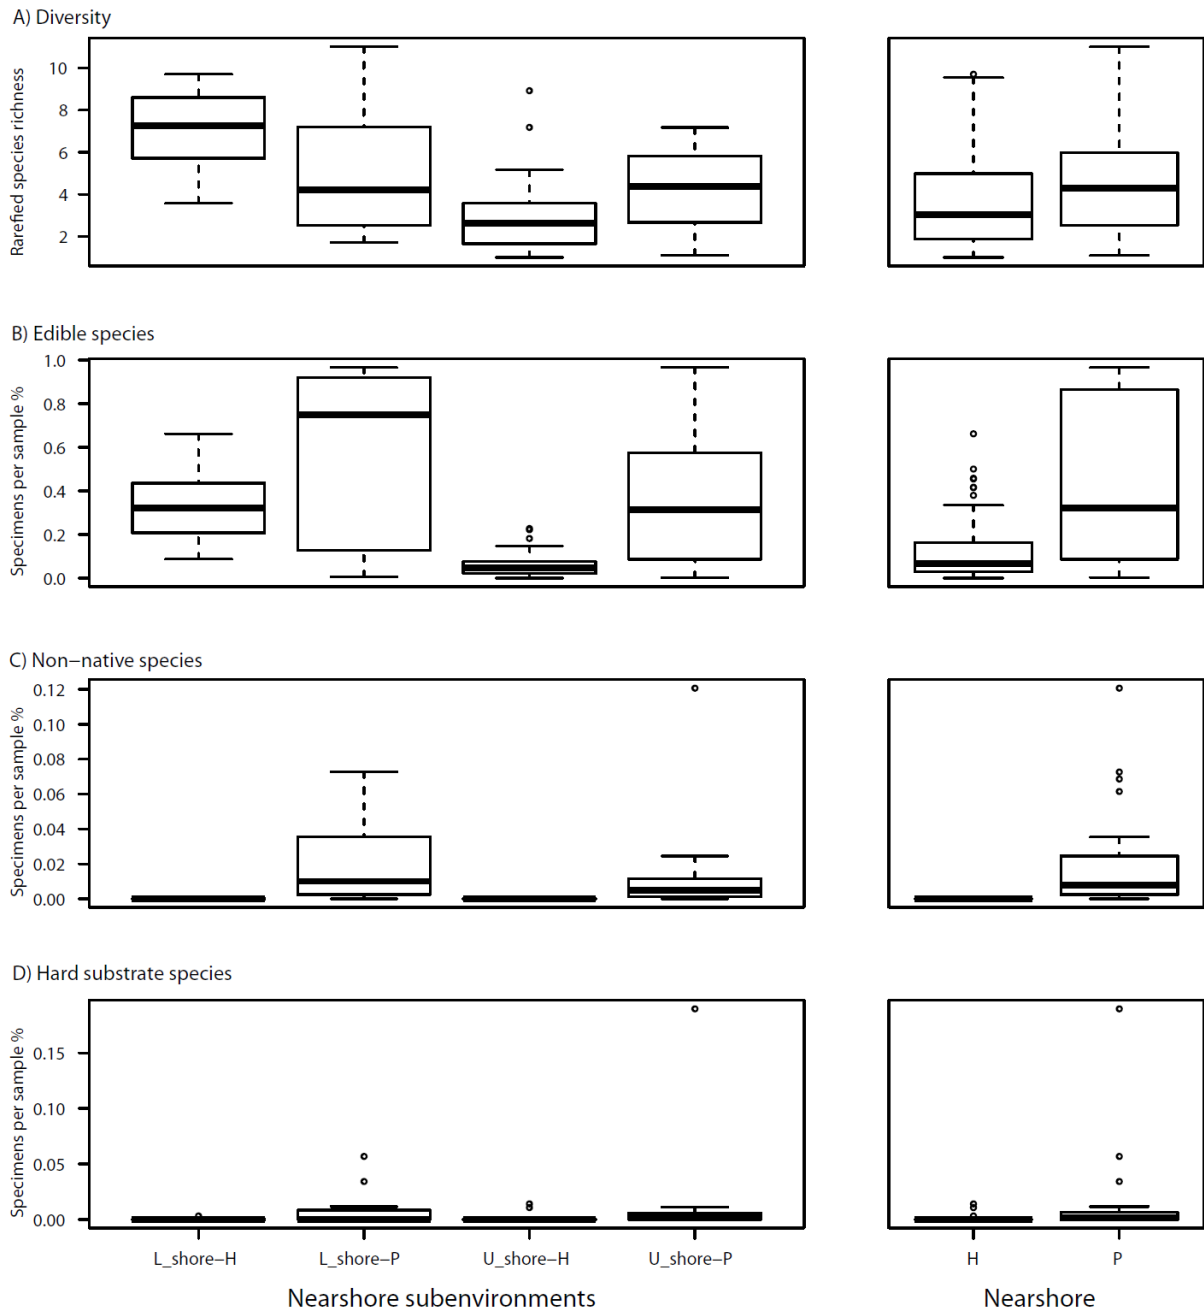 A) Diversity
Rarefied species richness
10
8
6
4
2
B) Edible species
Specimens per sample %
1.0
0.8
0.6
0.4
0.2
0.0
C) Non−native species
Specimens per sample %
0.12
0.10
0.08
0.06
0.04
0.02
0.00
D) Hard substrate species
Specimens per sample %
0.15
0.10
0.05
0.00
L_shore−H L_shore−P U_shore−H U_shore−P H P
Nearshore subenvironments Nearshore